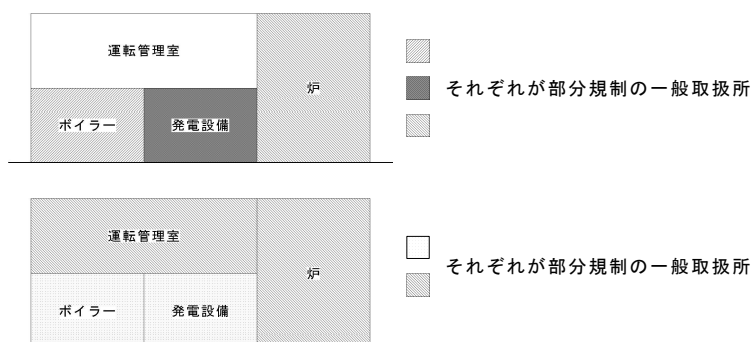 運転管理室
炉
ボイラー
発電設備
それぞれが部分規制の一般取扱所
運転管理室
炉
ボイラー
発電設備
それぞれが部分規制の一般取扱所